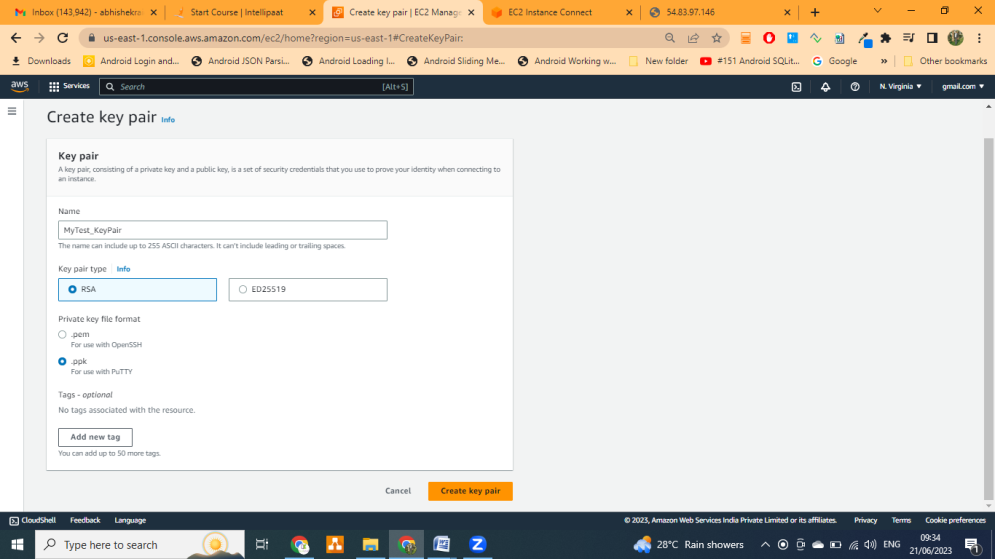 Inbox (143,942) - abhishekra
Start Course | Intellipaat
Create key pair | EC2 Manage
EC2 Instance Connect
54.83.97.146
us-east-1.console.aws.amazon.com/ec2/home?region=us-east-1#CreateKeyPair:
Downloads
Android Login and...
Android JSON Parsi...
Android Loading I...
Android Sliding Me...
Android Working w...
New folder
#151 Android SQLit...
Google
»
Other bookmarks
aws
Services
Search
[Alt+S]
N. Virginia
gmail.com
Create key pair Info
Key pair
A key pair, consisting of a private key and a public key, is a set of security credentials that you use to prove your identity when connecting to
an instance.
Name
MyTest_KeyPair
The name can include up to 255 ASCII characters. It can't include leading or trailing spaces.
Key pair type Info
RSA
ED25519
Private key file format
.pem
For use with OpenSSH
.ppk
For use with PuTTY
Tags - optional
No tags associated with the resource.
Add new tag
You can add up to 50 more tags.
Cancel
Create key pair
CloudShell
Feedback
Language
© 2023, Amazon Web Services India Private Limited or its affiliates.
Privacy
Terms
Cookie preferences
Type here to search
28°C Rain showers
ENG
09:34
21/06/2023
1